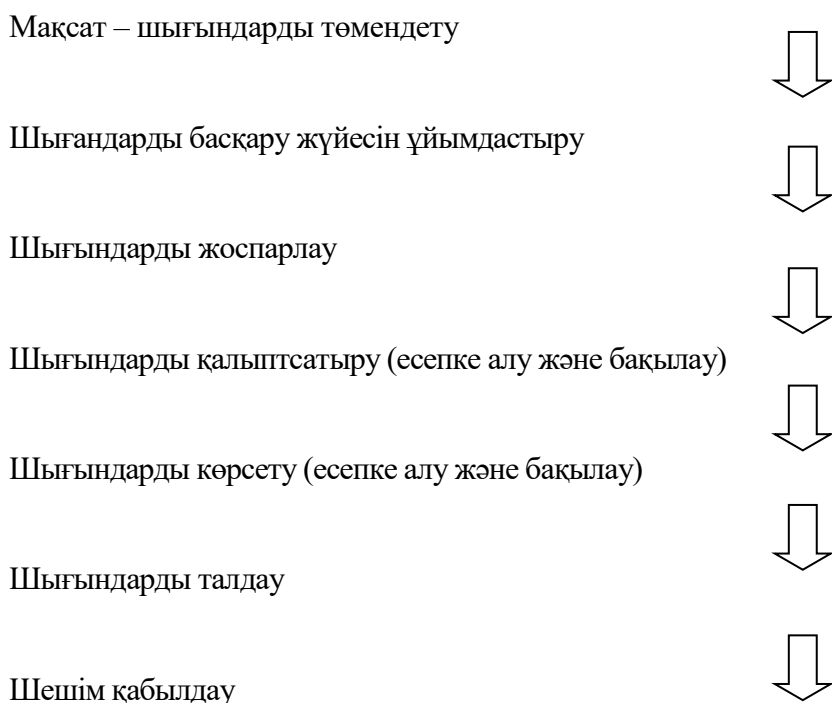 Мақсат – шығындарды төмендету
Шығандарды басқару жүйесін ұйымдастыру
Шығындарды жоспарлау
Шығындарды қалыптсатыру (есепке алу және бақылау)
Шығындарды көрсету (есепке алу және бақылау)
Шығындарды талдау
Шешім қабылдау